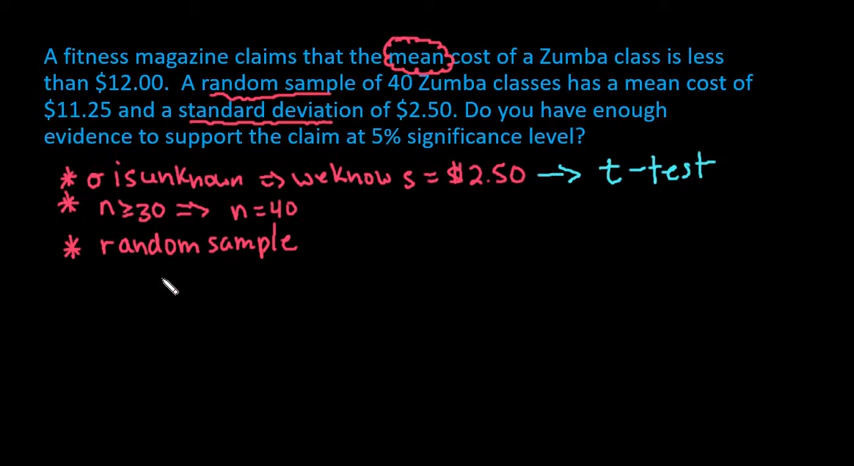 A fitness magazine claims that the mean cost of a Zumba class is less
than $12.00. A random sample of 40 Zumba classes has a mean cost of
$11.25 and a standard deviation of $2.50. Do you have enough
evidence to support the claim at 5% significance level?
* σ is unknown => we know s = $2.50 → t-test
* n ≥ 30 => n = 40
* random sample